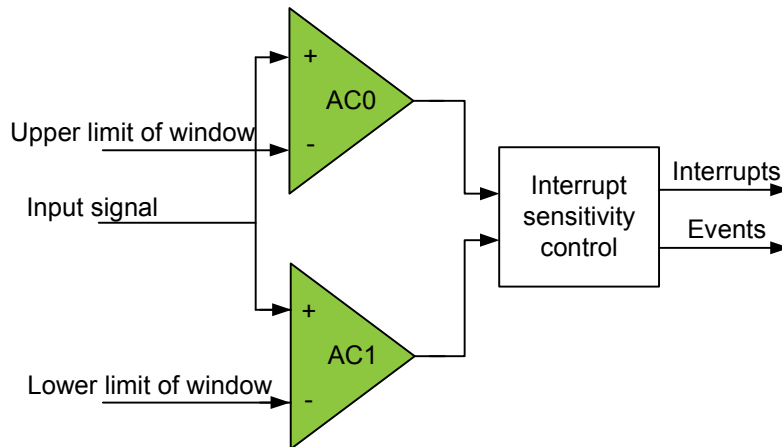 +
AC0
-
Upper limit of window
Input signal
Interrupt
sensitivity
control
Interrupts
Events
+
AC1
-
Lower limit of window